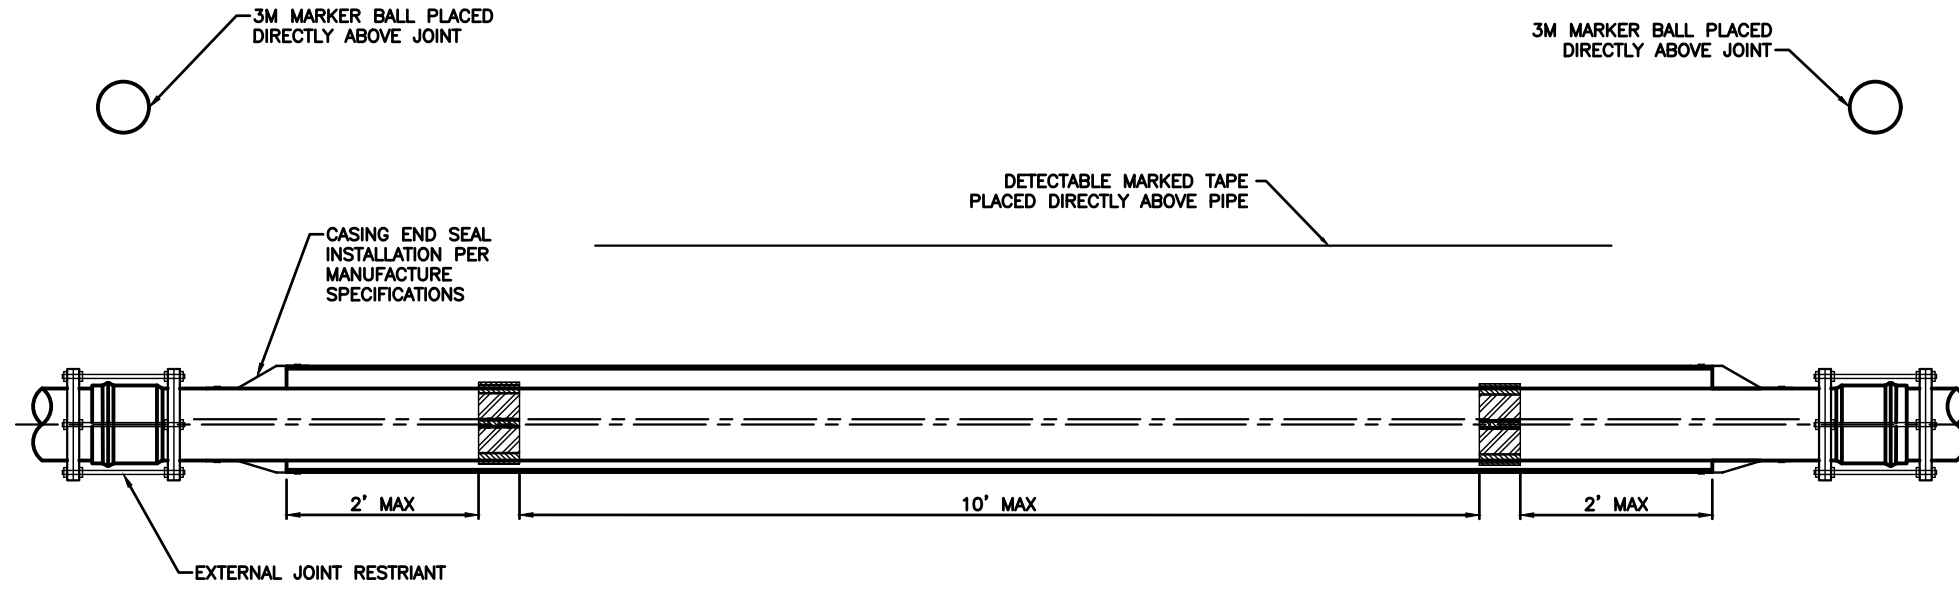 3M MARKER BALL PLACED
DIRECTLY ABOVE JOINT
3M MARKER BALL PLACED
DIRECTLY ABOVE JOINT
DETECTABLE MARKED TAPE
PLACED DIRECTLY ABOVE PIPE
CASING END SEAL
INSTALLATION PER
MANUFACTURE
SPECIFICATIONS
2' MAX
10' MAX
2' MAX
EXTERNAL JOINT RESTRIANT